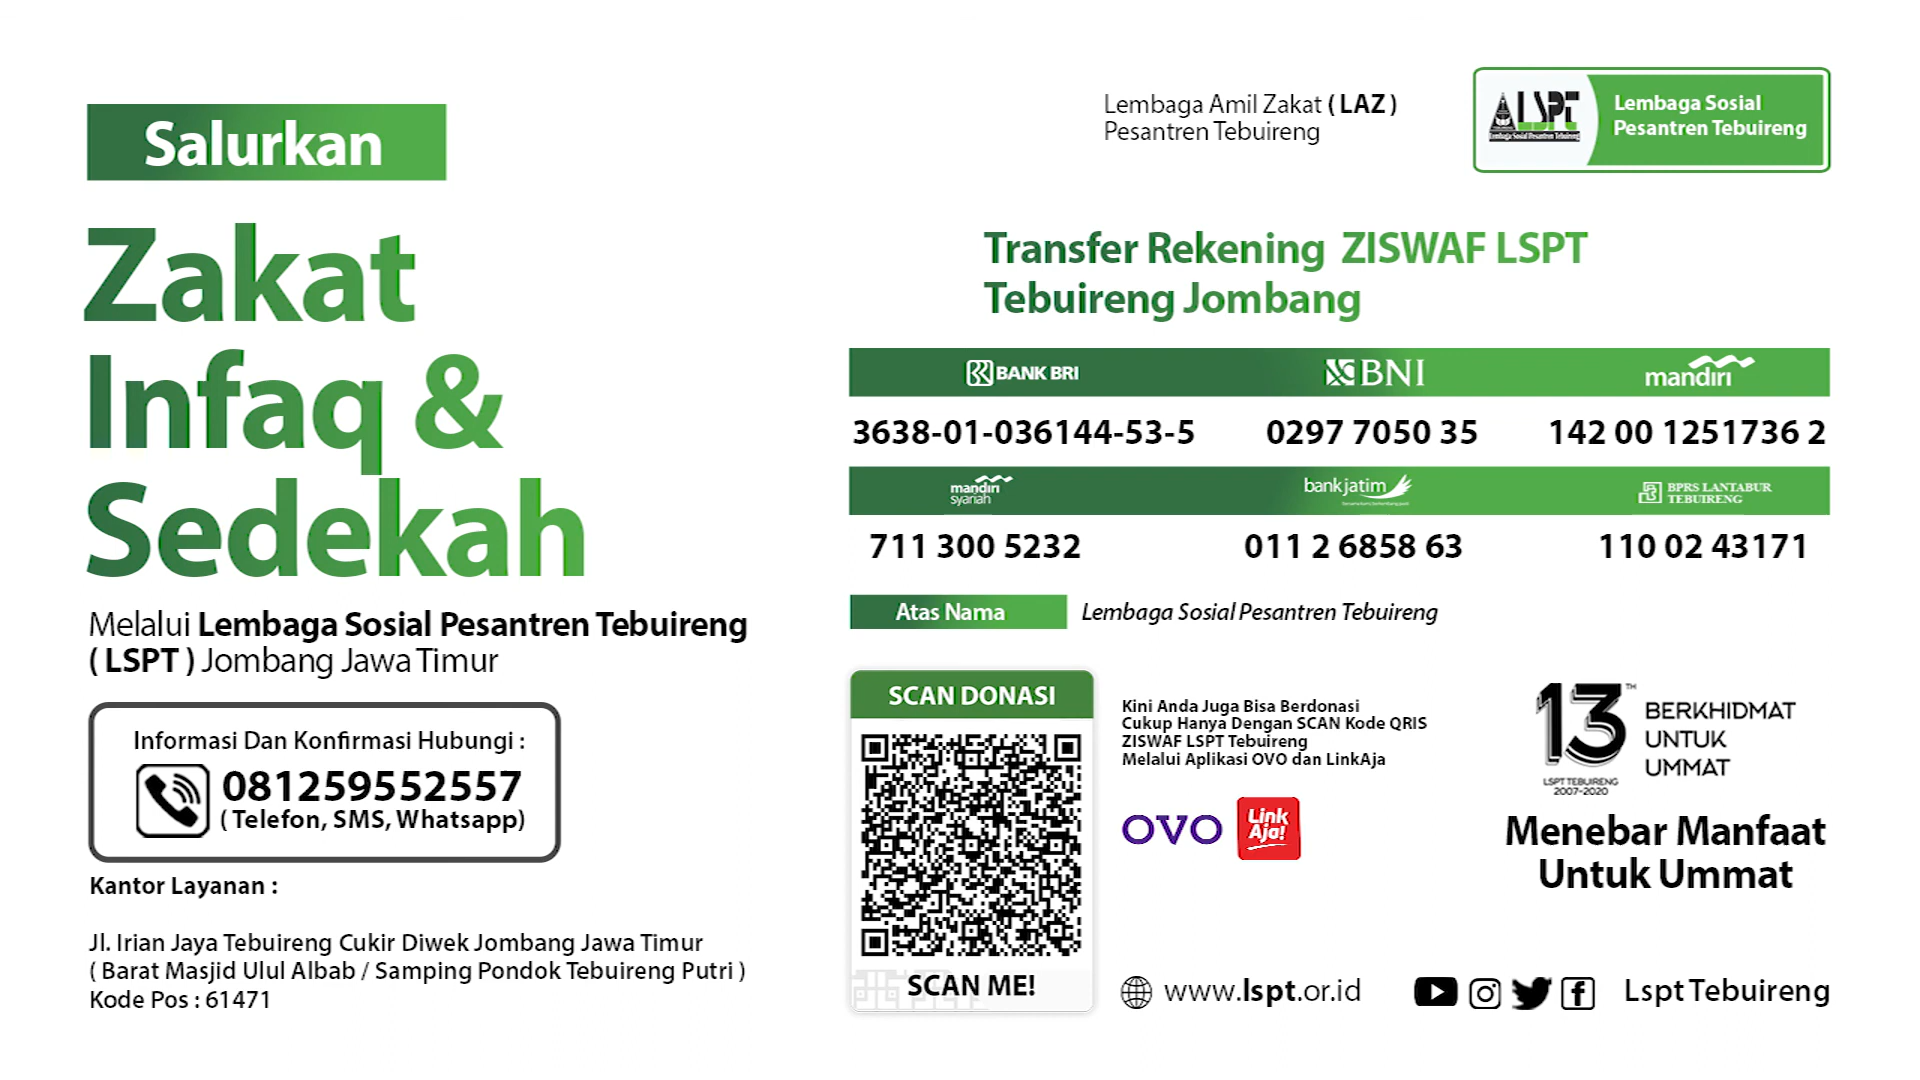 Salurkan
Zakat
Infaq &
Sedekah
Melalui Lembaga Sosial Pesantren Tebuireng
( LSPT ) Jombang Jawa Timur
Informasi Dan Konfirmasi Hubungi :
081259552557
( Telefon, SMS, Whatsapp)
Kantor Layanan :
Jl. Irian Jaya Tebuireng Cukir Diwek Jombang Jawa Timur
( Barat Masjid Ulul Albab / Samping Pondok Tebuireng Putri )
Kode Pos : 61471
Lembaga Amil Zakat ( LAZ )
Pesantren Tebuireng
LSPT
Lembaga Sosial Pesantren Tebuireng
Lembaga Sosial
Pesantren Tebuireng
Transfer Rekening ZISWAF LSPT
Tebuireng Jombang
BANK BRI
BNI
mandiri
3638-01-036144-53-5
0297 7050 35
142 00 1251736 2
mandiri
syariah
bankjatim
BPRS LANTABUR
TEBUIRENG
711 300 5232
011 2 6858 63
110 02 43171
Atas Nama
Lembaga Sosial Pesantren Tebuireng
SCAN DONASI
SCAN ME!
Kini Anda Juga Bisa Berdonasi
Cukup Hanya Dengan SCAN Kode QRIS
ZISWAF LSPT Tebuireng
Melalui Aplikasi OVO dan LinkAja
OVO
Link
Aja!
13TH
LSPT TEBUIRENG
2007-2020
BERKHIDMAT
UNTUK
UMMAT
Menebar Manfaat
Untuk Ummat
www.lspt.or.id
Lspt Tebuireng